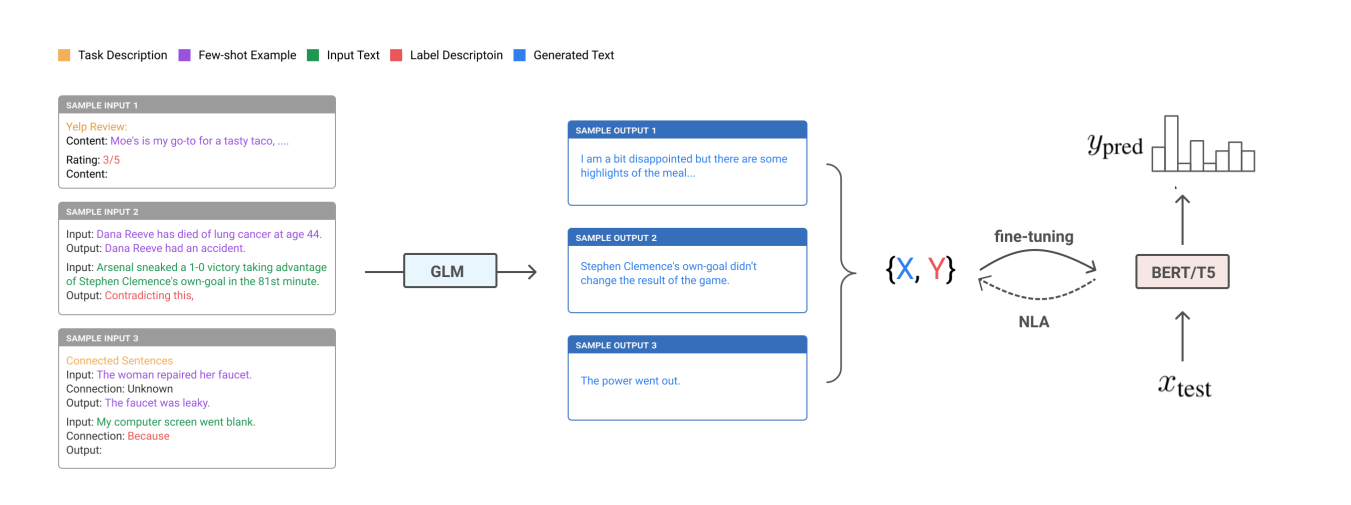 Task Description Few-shot Example Input Text Label Descriptoin Generated Text
SAMPLE INPUT 1
Yelp Review:
Content: Moe's is my go-to for a tasty taco, ....
Rating: 3/5
Content:
SAMPLE INPUT 2
Input: Dana Reeve has died of lung cancer at age 44.
Output: Dana Reeve had an accident.
Input: Arsenal sneaked a 1-0 victory taking advantage
of Stephen Clemence's own-goal in the 81st minute.
Output: Contradicting this,
SAMPLE INPUT 3
Connected Sentences
Input: The woman repaired her faucet.
Connection: Unknown
Output: The faucet was leaky.
Input: My computer screen went blank.
Connection: Because
Output:
GLM
SAMPLE OUTPUT 1
I am a bit disappointed but there are some
highlights of the meal...
SAMPLE OUTPUT 2
Stephen Clemence's own-goal didn't
change the result of the game.
SAMPLE OUTPUT 3
The power went out.
{X, Y}
fine-tuning
NLA
y pred
BERT/T5
x test